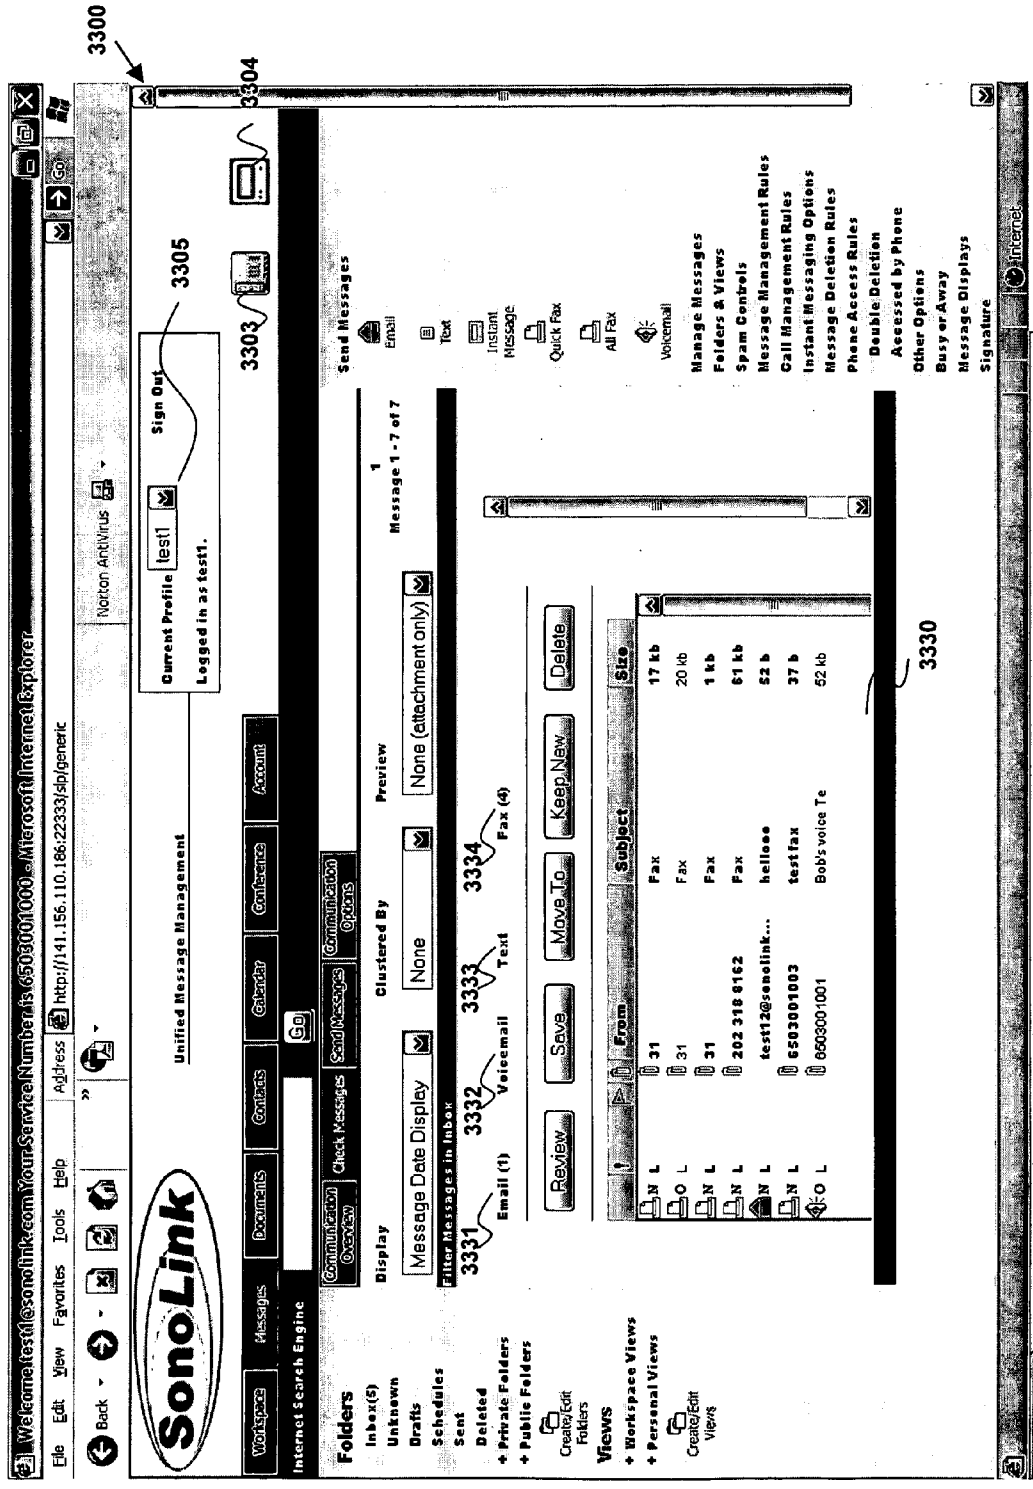 3300
Welcome test1@sonolink.com Your Service Number is 6503001000 - Microsoft Internet Explorer
File Edit View Favorites Tools Help
Address http://141.156.110.186:22333/slp/generic Go
Back
»
Norton AntiVirus
SonoLink
Unified Message Management
Current Profile test1 Sign Out
Logged in as test1.
3305
3303
3304
Workspace Messages Documents Contacts Calendar Conference Account
Internet Search Engine Go
Folders
Inbox(5)
Unknown
Drafts
Schedules
Sent
Deleted
+ Private Folders
+ Public Folders
Create/Edit
Folders
Views
+ Workspace Views
+ Personal Views
Create/Edit
Views
Communication Overview Check Messages Send Messages Communication Options
Display Clustered By Preview
Message Date Display None None (attachment only)
1
Message 1 - 7 of 7
Filter Messages in Inbox
3331 3332 3333 3334
Email (1) Voicemail Text Fax (4)
Review Save Move To Keep New Delete
! From Subject Size
N L 31 Fax 17 kb
O L 31 Fax 20 kb
N L 31 Fax 1 kb
N L 202 318 8162 Fax 61 kb
N L test12@sonolink... helloeo 52 b
N L 6503001003 testfax 37 b
O L 6503001001 Bob's voice Te 52 kb
3330
Send Messages
Email
Text
Instant
Message
Quick Fax
All Fax
Voicemail
Manage Messages
Folders & Views
Spam Controls
Message Management Rules
Call Management Rules
Instant Messaging Options
Message Deletion Rules
Phone Access Rules
Double Deletion
Accessed by Phone
Other Options
Busy or Away
Message Displays
Signature
Internet